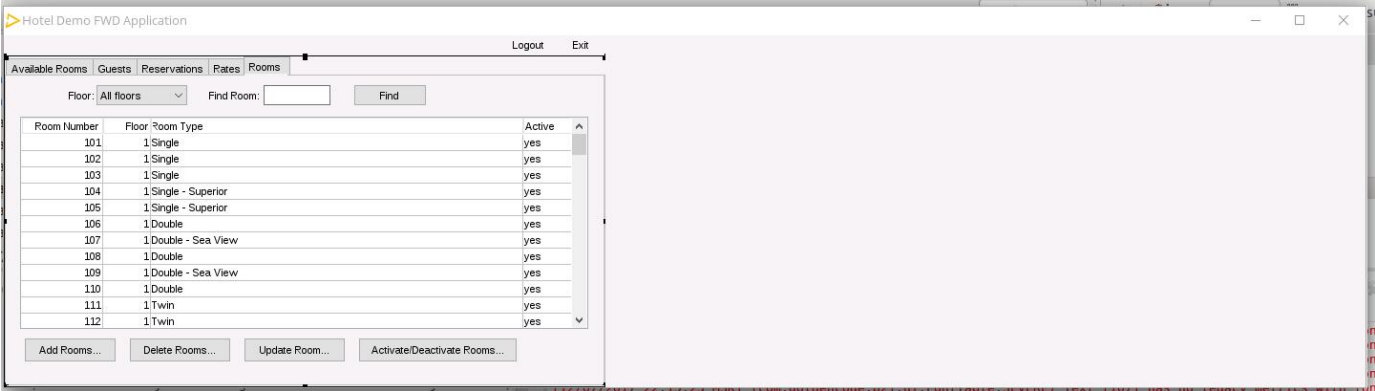 Hotel Demo FWD Application
Logout Exit
Available Rooms Guests Reservations Rates Rooms
Floor: All floors Find Room: Find
Room Number Floor Room Type Active
101 1 Single yes
102 1 Single yes
103 1 Single yes
104 1 Single - Superior yes
105 1 Single - Superior yes
106 1 Double yes
107 1 Double - Sea View yes
108 1 Double yes
109 1 Double - Sea View yes
110 1 Double yes
111 1 Twin yes
112 1 Twin yes
Add Rooms... Delete Rooms... Update Room... Activate/Deactivate Rooms...